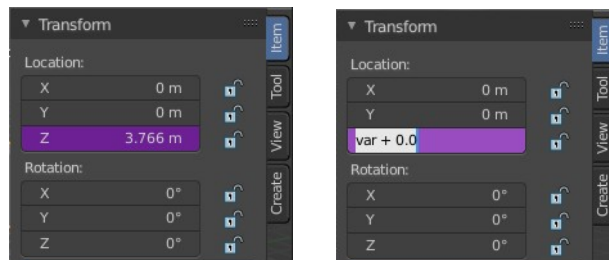 Transform
Location:
X 0 m
Y 0 m
Z 3.766 m
Rotation:
X 0°
Y 0°
Z 0°
Item
Tool
View
Create
Transform
Location:
X 0 m
Y 0 m
var + 0.0
Rotation:
X 0°
Y 0°
Z 0°
Item
Tool
View
Create